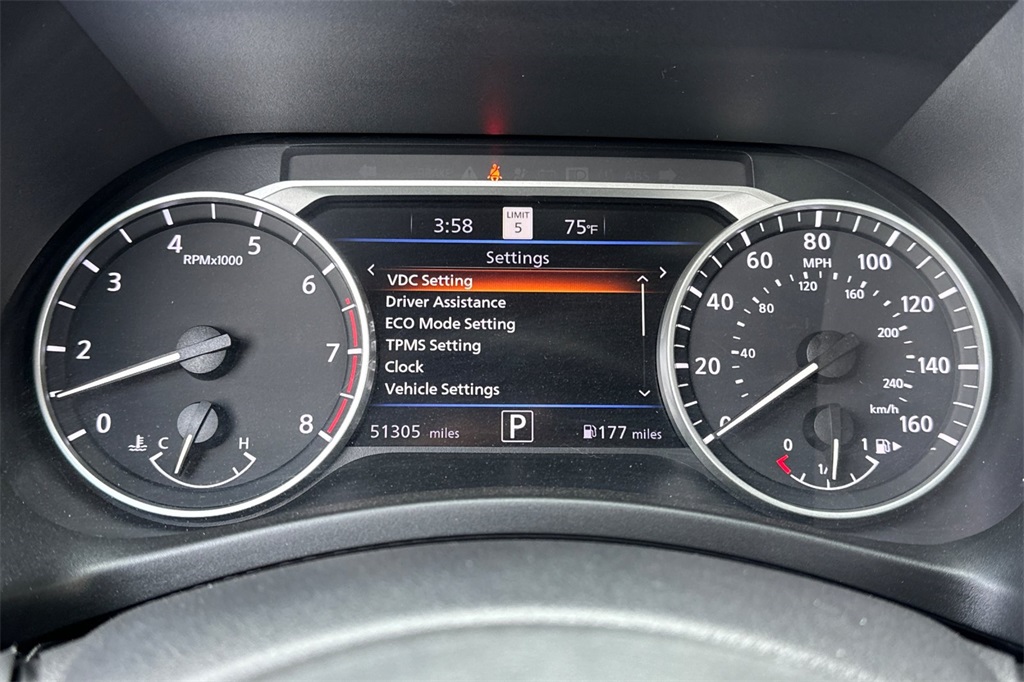 3:58 LIMIT 5 75°F
Settings
VDC Setting
Driver Assistance
ECO Mode Setting
TPMS Setting
Clock
Vehicle Settings
51305 miles P 177 miles
0 2 3 4 5 6 7 8
RPMx1000
C H
0 20 40 60 80 100 120 140 160
MPH
40 80 120 160 200 240
km/h
0 1